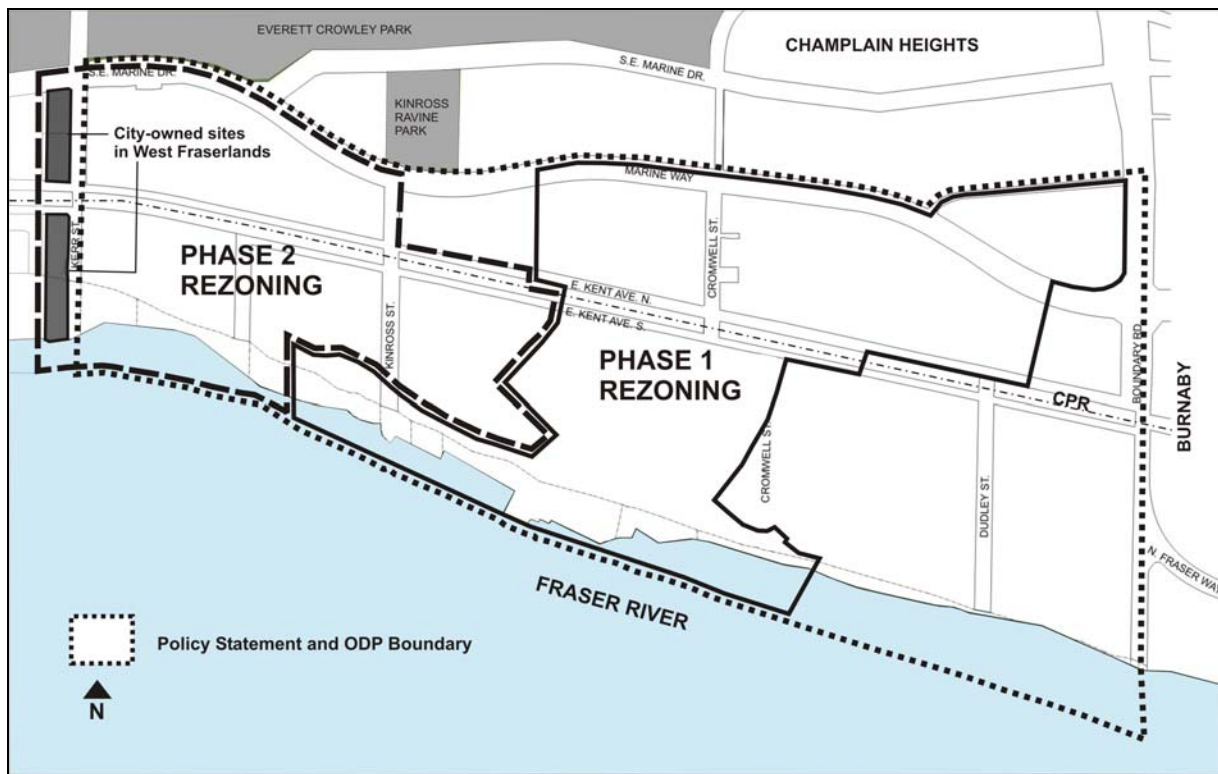 EVERETT CROWLEY PARK
CHAMPLAIN HEIGHTS
S.E. MARINE DR.
S.E. MARINE DR.
KINROSS
RAVINE
PARK
City-owned sites
in West Fraserlands
MARINE WAY
KERR ST.
CROMWELL ST.
PHASE 2
REZONING
E. KENT AVE. N.
E. KENT AVE. S.
KINROSS ST.
PHASE 1
REZONING
BOUNDARY RD.
BURNABY
CPR
CROMWELL ST.
DUDLEY ST.
N. FRASER WAY
FRASER RIVER
Policy Statement and ODP Boundary
N